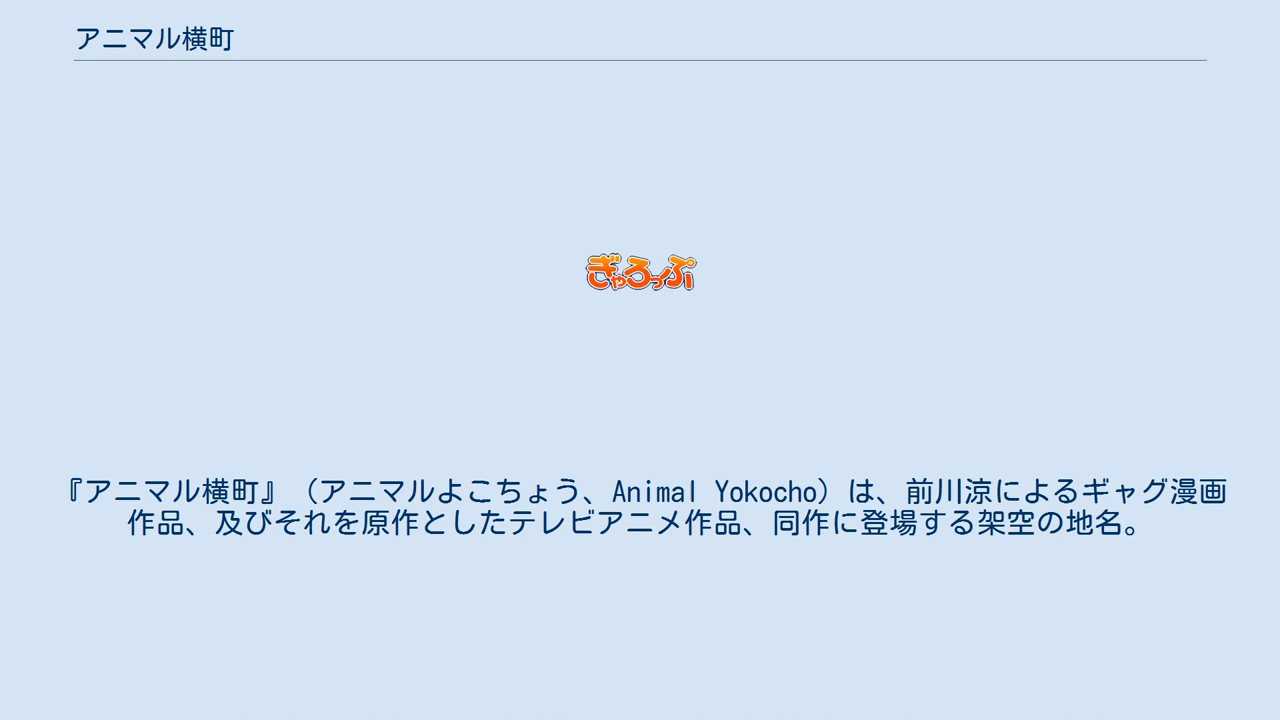 アニマル横町
ぎゃろっぷ
『アニマル横町』（アニマルよこちょう、Animal Yokocho）は、前川涼によるギャグ漫画
作品、及びそれを原作としたテレビアニメ作品、同作に登場する架空の地名。